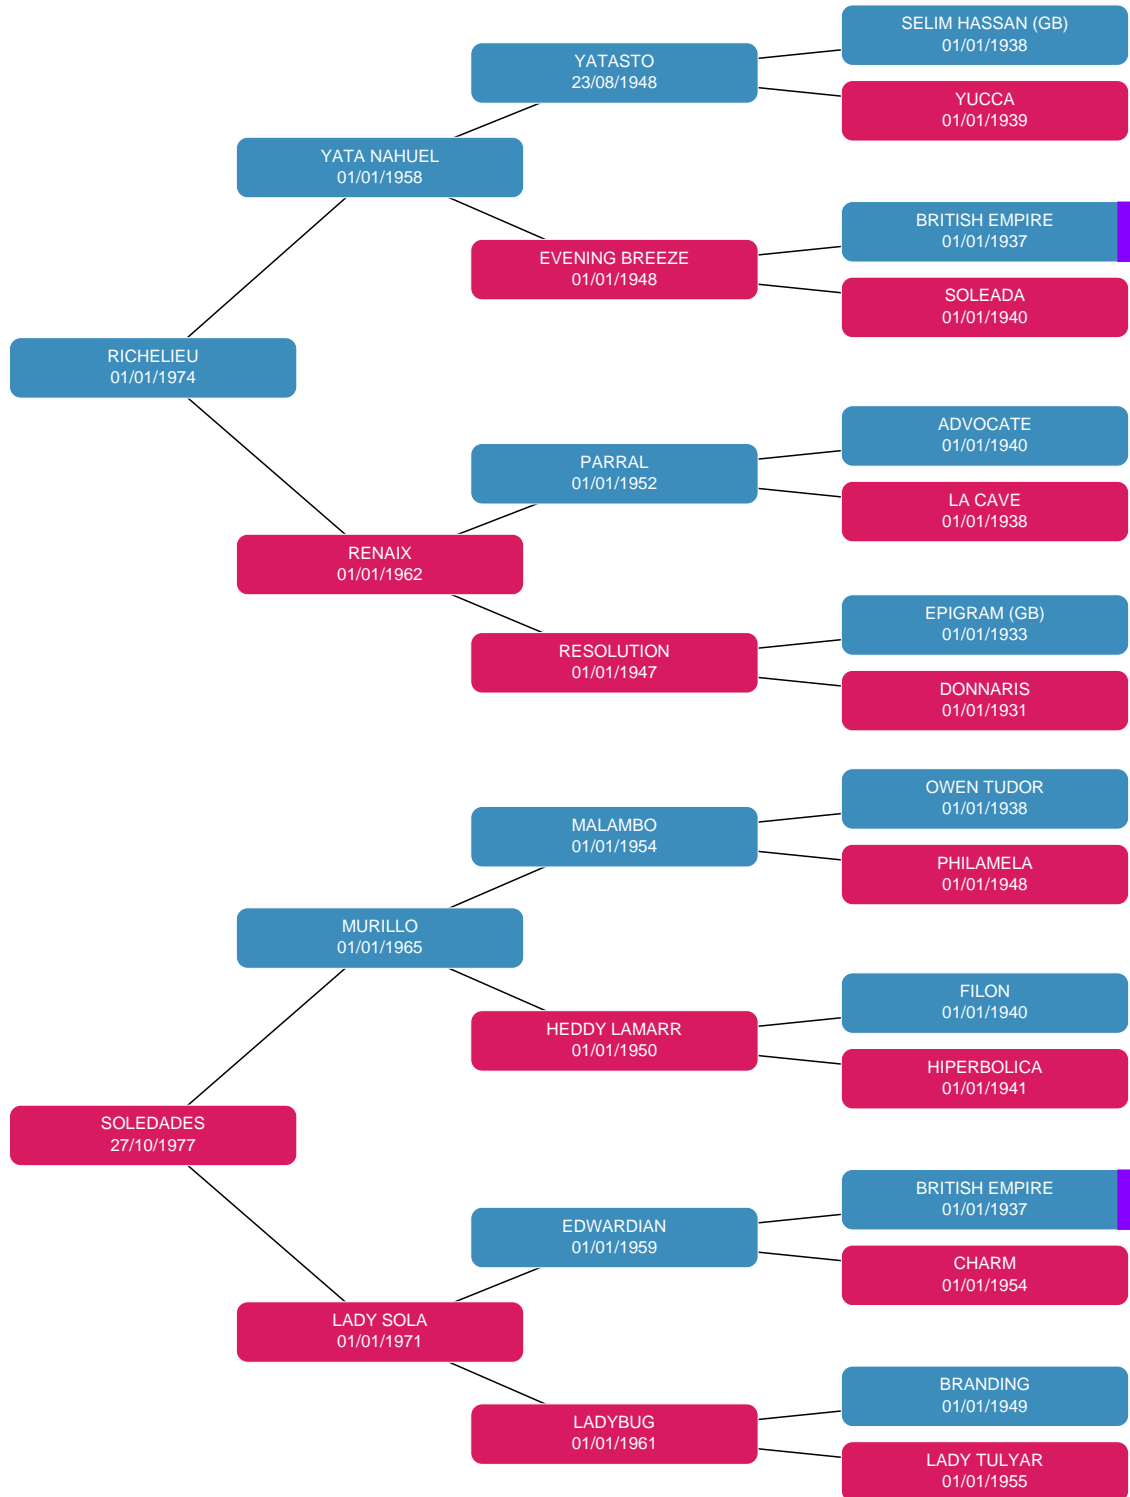 SELIM HASSAN (GB)
01/01/1938
YATASTO
23/08/1948
YUCCA
01/01/1939
YATA NAHUEL
01/01/1958
BRITISH EMPIRE
01/01/1937
EVENING BREEZE
01/01/1948
SOLEADA
01/01/1940
RICHELIEU
01/01/1974
ADVOCATE
01/01/1940
PARRAL
01/01/1952
LA CAVE
01/01/1938
RENAIX
01/01/1962
EPIGRAM (GB)
01/01/1933
RESOLUTION
01/01/1947
DONNARIS
01/01/1931
OWEN TUDOR
01/01/1938
MALAMBO
01/01/1954
PHILAMELA
01/01/1948
MURILLO
01/01/1965
FILON
01/01/1940
HEDDY LAMARR
01/01/1950
HIPERBOLICA
01/01/1941
SOLEDADES
27/10/1977
BRITISH EMPIRE
01/01/1937
EDWARDIAN
01/01/1959
CHARM
01/01/1954
LADY SOLA
01/01/1971
BRANDING
01/01/1949
LADYBUG
01/01/1961
LADY TULYAR
01/01/1955